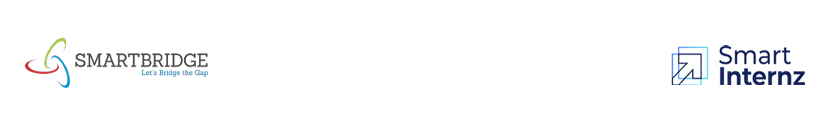 SMARTBRIDGE
Let's Bridge the Gap
Smart
Internz